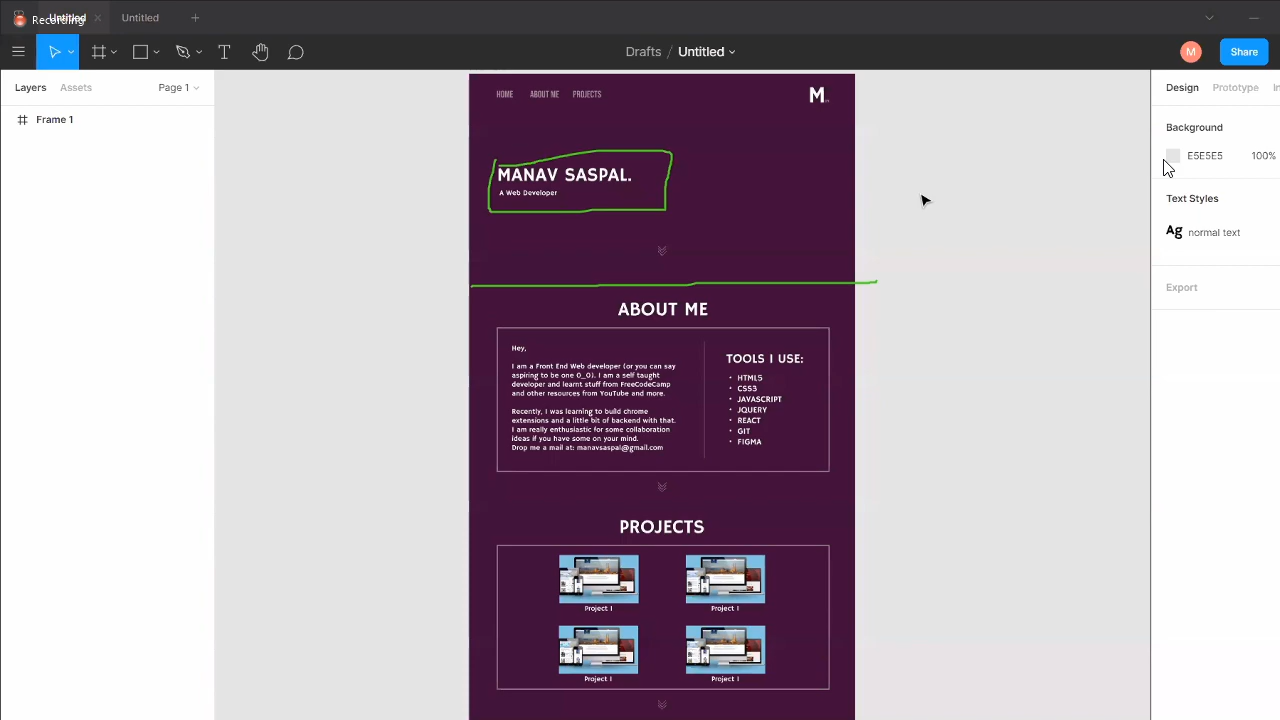 Recording
Untitled
Untitled
Drafts / Untitled
M
Share
Layers
Assets
Page 1
Design
Prototype
Frame 1
Background
E5E5E5
100%
Text Styles
Ag normal text
Export
HOME
ABOUT ME
PROJECTS
M
MANAV SASPAL.
A Web Developer
ABOUT ME
Hey,
I am a Front End Web developer (or you can say
aspiring to be one 0_0). I am a self taught
developer and learnt stuff from FreeCodeCamp
and other resources from YouTube and more.
Recently, I was learning to build chrome
extensions and a little bit of backend with that.
I am really enthusiastic for some collaboration
ideas if you have some on your mind.
Drop me a mail at: manavsaspal@gmail.com
TOOLS I USE:
• HTML5
• CSS3
• JAVASCRIPT
• JQUERY
• REACT
• GIT
• FIGMA
PROJECTS
Project 1
Project 1
Project 1
Project 1